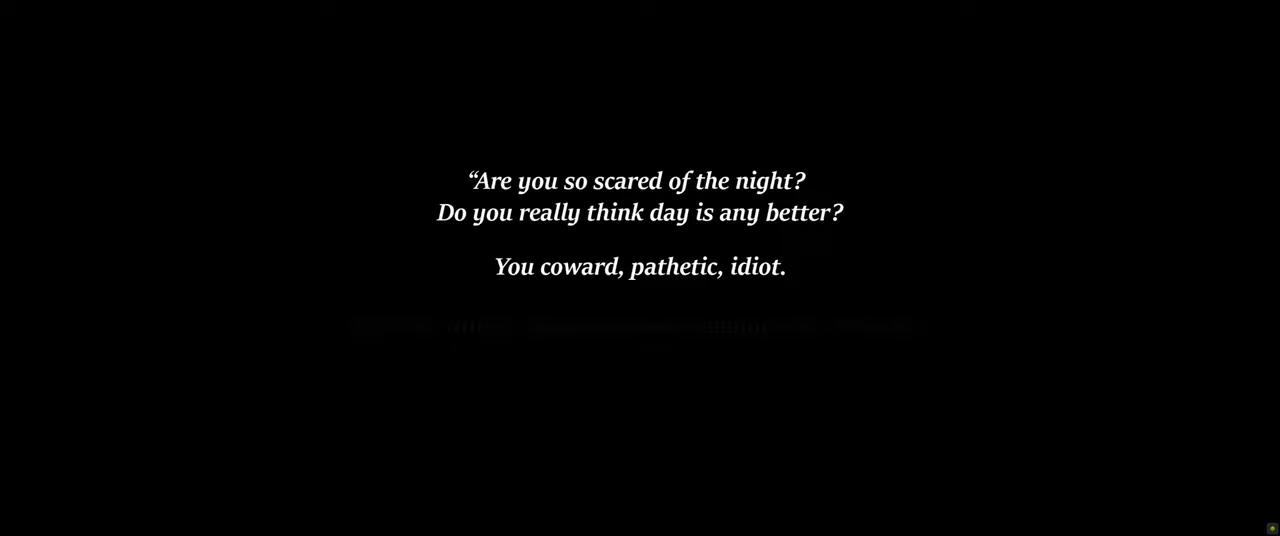 “Are you so scared of the night?
Do you really think day is any better?
You coward, pathetic, idiot.